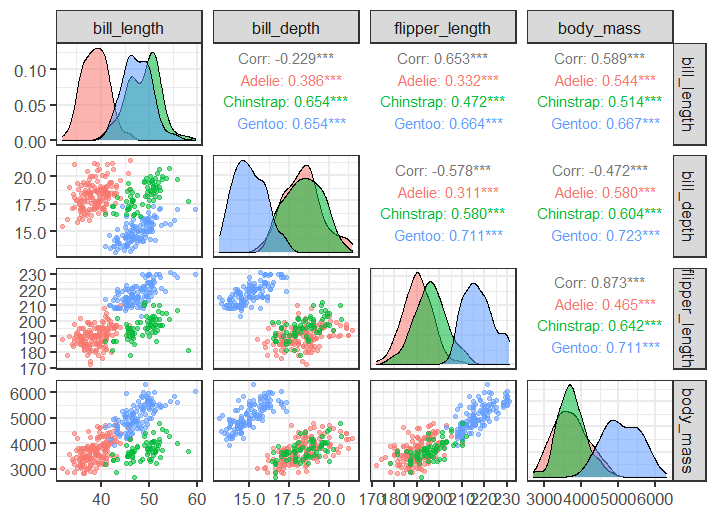 bill_length bill_depth flipper_length body_mass
0.10
0.05
0.00
Corr: -0.229***
Adelie: 0.386***
Chinstrap: 0.654***
Gentoo: 0.654***
Corr: 0.653***
Adelie: 0.332***
Chinstrap: 0.472***
Gentoo: 0.664***
Corr: 0.589***
Adelie: 0.544***
Chinstrap: 0.514***
Gentoo: 0.667***
bill_length
20.0
17.5
15.0
Corr: -0.578***
Adelie: 0.311***
Chinstrap: 0.580***
Gentoo: 0.711***
Corr: -0.472***
Adelie: 0.580***
Chinstrap: 0.604***
Gentoo: 0.723***
bill_depth
230
220
210
200
190
180
170
Corr: 0.873***
Adelie: 0.465***
Chinstrap: 0.642***
Gentoo: 0.711***
flipper_length
6000
5000
4000
3000
body_mass
40 50 60
15.0 17.5 20.0
170 180 190 200 210 220 230
3000 4000 5000 6000